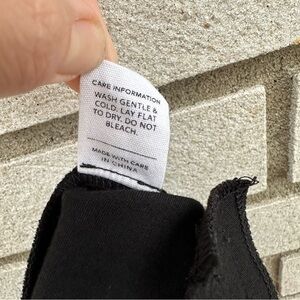 CARE INFORMATION
WASH GENTLE &
COLD. LAY FLAT
TO DRY. DO NOT
BLEACH.
MADE WITH CARE
IN CHINA